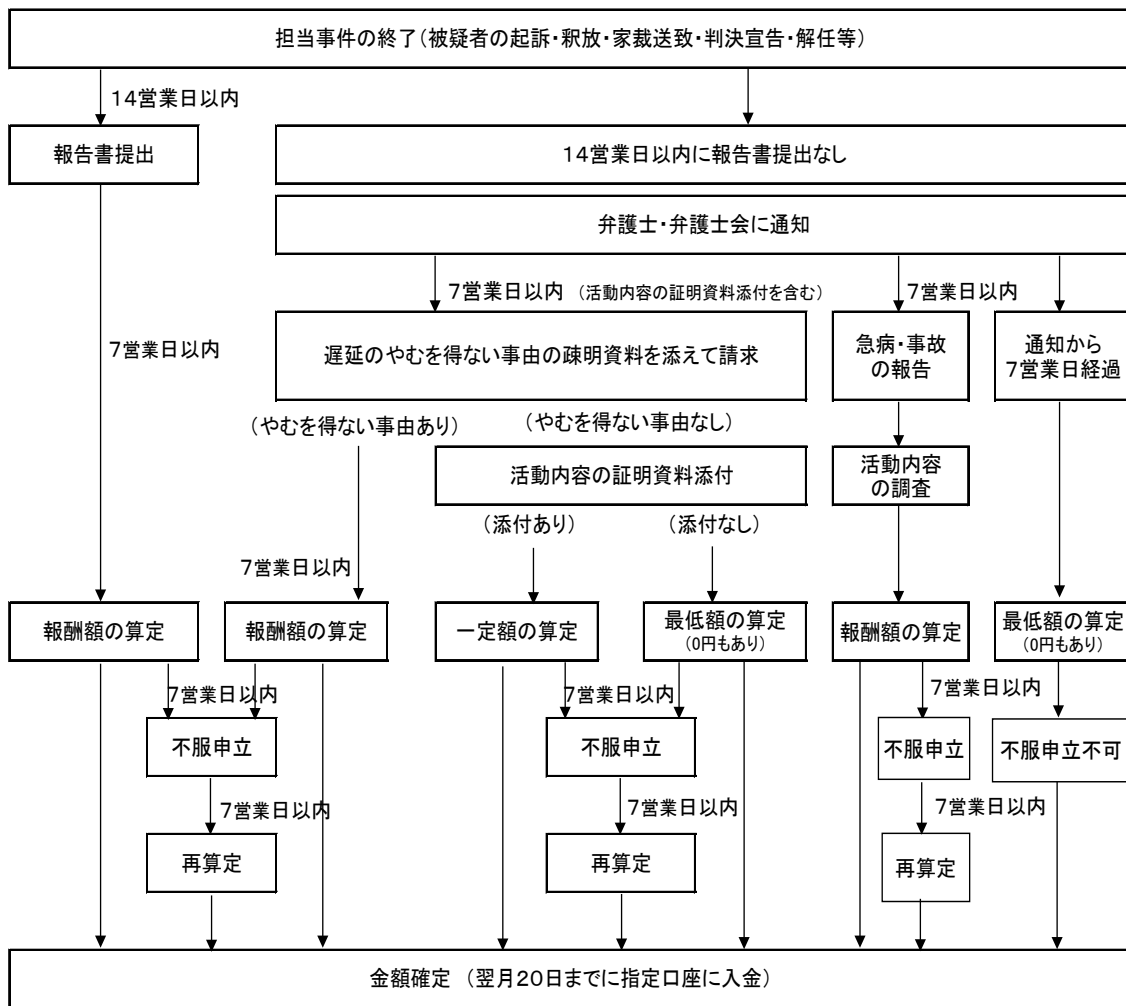 担当事件の終了（被疑者の起訴・釈放・家裁送致・判決宣告・解任等）
１４営業日以内
報告書提出
１４営業日以内に報告書提出なし
弁護士・弁護士会に通知
７営業日以内
（活動内容の証明資料添付を含む）
７営業日以内
７営業日以内
遅延のやむを得ない事由の疎明資料を添えて請求
急病・事故
の報告
通知から
７営業日経過
（やむを得ない事由あり）
（やむを得ない事由なし）
活動内容の証明資料添付
活動内容
の調査
（添付あり）
（添付なし）
７営業日以内
報酬額の算定
報酬額の算定
一定額の算定
最低額の算定
（0円もあり）
報酬額の算定
最低額の算定
（0円もあり）
７営業日以内
７営業日以内
７営業日以内
不服申立
不服申立
不服申立
不服申立不可
７営業日以内
７営業日以内
７営業日以内
再算定
再算定
再算定
金額確定 （翌月２０日までに指定口座に入金）